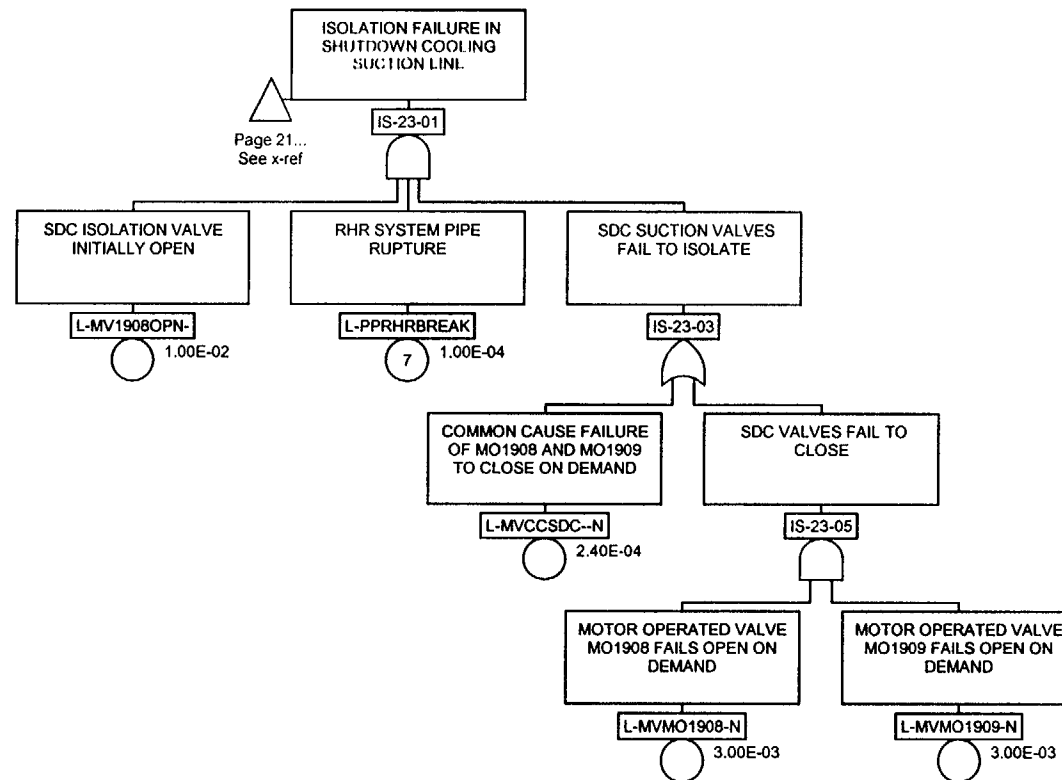 ISOLATION FAILURE IN
SHUTDOWN COOLING
SUCTION LINE
IS-23-01
Page 21...
See x-ref
SDC ISOLATION VALVE
INITIALLY OPEN
L-MV1908OPN-
1.00E-02
RHR SYSTEM PIPE
RUPTURE
L-PPRHRBREAK
7
1.00E-04
SDC SUCTION VALVES
FAIL TO ISOLATE
IS-23-03
COMMON CAUSE FAILURE
OF MO1908 AND MO1909
TO CLOSE ON DEMAND
L-MVCCSDC--N
2.40E-04
SDC VALVES FAIL TO
CLOSE
IS-23-05
MOTOR OPERATED VALVE
MO1908 FAILS OPEN ON
DEMAND
L-MVMO1908-N
3.00E-03
MOTOR OPERATED VALVE
MO1909 FAILS OPEN ON
DEMAND
L-MVMO1909-N
3.00E-03